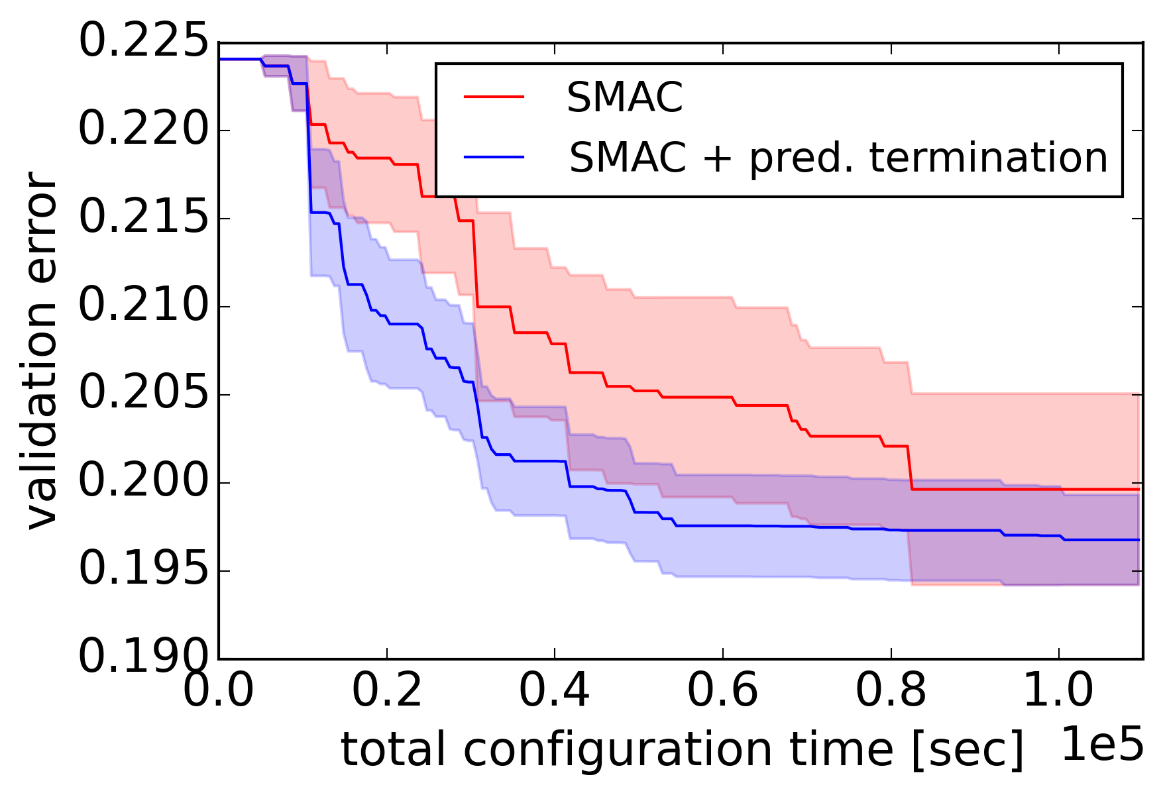 0.225
0.220
0.215
0.210
0.205
0.200
0.195
0.190
validation error
SMAC
SMAC + pred. termination
0.0 0.2 0.4 0.6 0.8 1.0
total configuration time [sec] 1e5